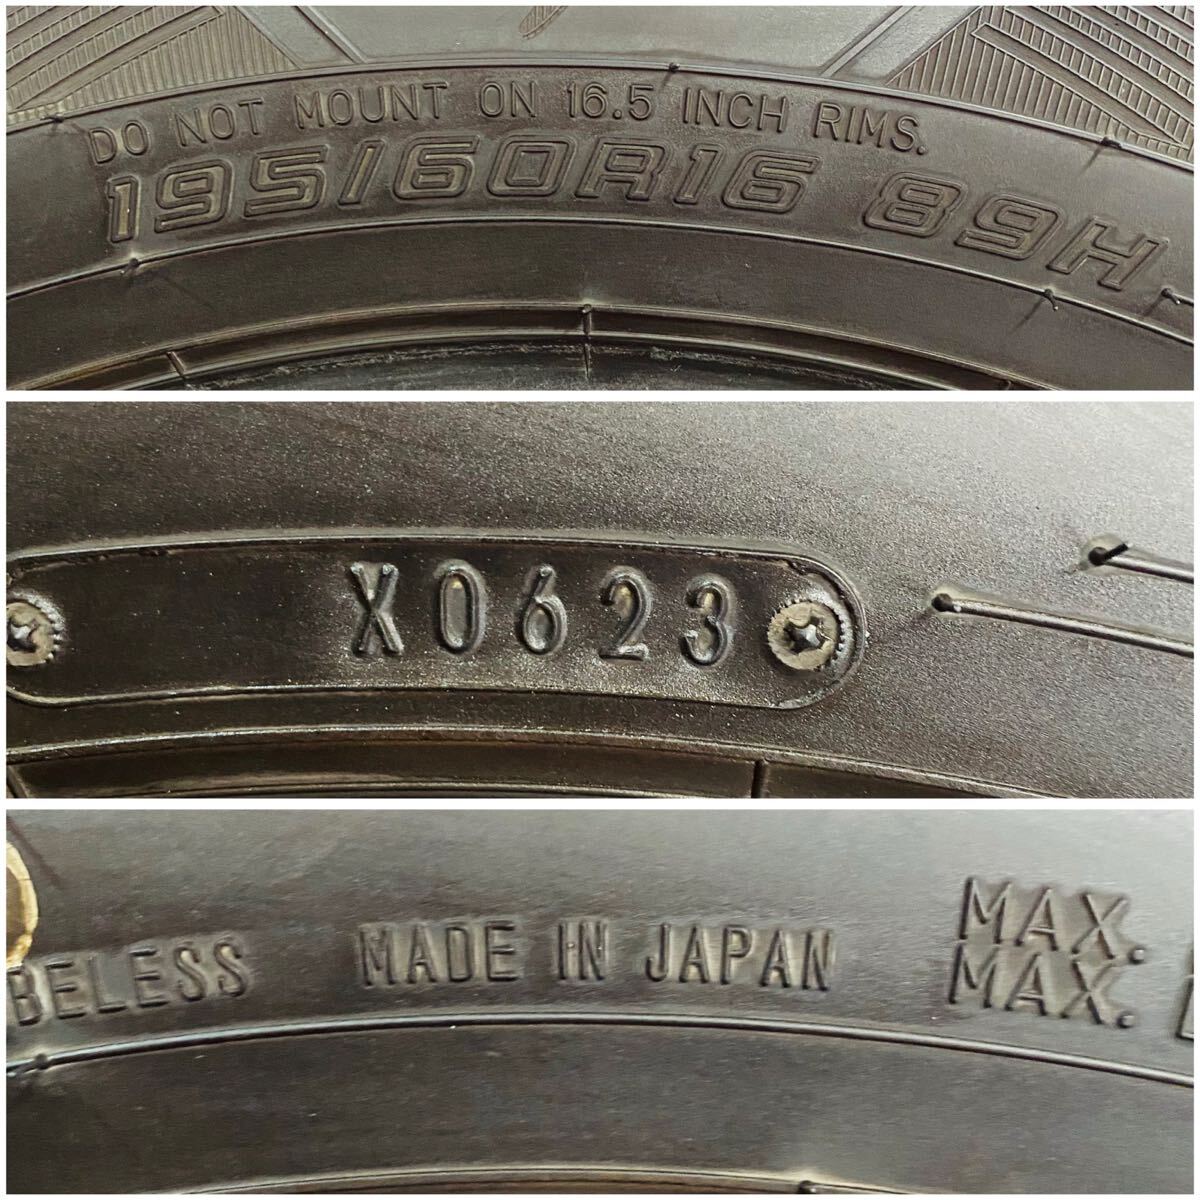 DO NOT MOUNT ON 16.5 INCH RIMS.
195/60R16 89H
X0623
BELESS MADE IN JAPAN
MAX.
MAX.